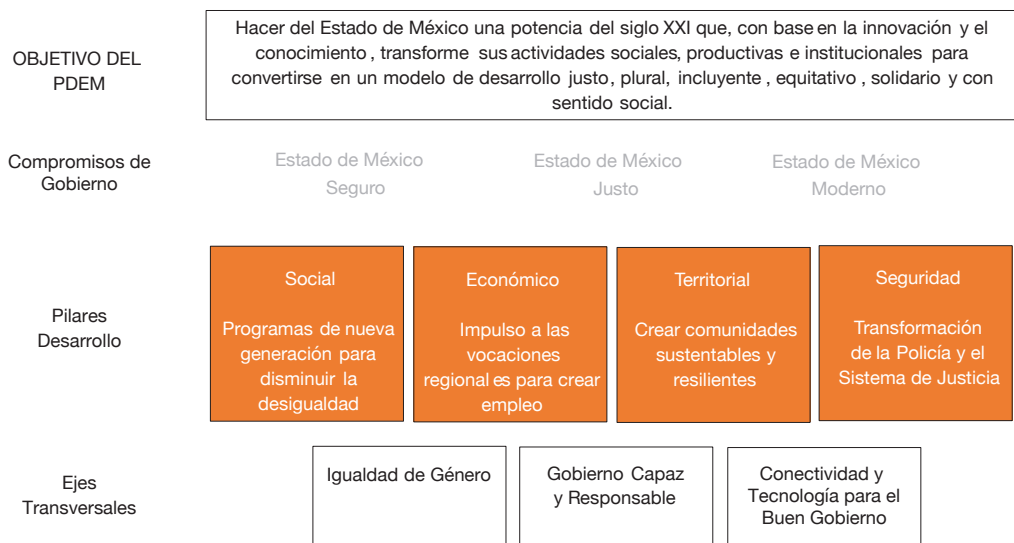 OBJETIVO DEL
PDEM
Hacer del Estado de México una potencia del siglo XXI que, con base en la innovación y el
conocimiento , transforme sus actividades sociales, productivas e institucionales para
convertirse en un modelo de desarrollo justo, plural, incluyente , equitativo , solidario y con
sentido social.
Compromisos de
Gobierno
Estado de México
Seguro
Estado de México
Justo
Estado de México
Moderno
Pilares
Desarrollo
Social
Programas de nueva
generación para
disminuir la
desigualdad
Económico
Impulso a las
vocaciones
regional es para crear
empleo
Territorial
Crear comunidades
sustentables y
resilientes
Seguridad
Transformación
de la Policía y el
Sistema de Justicia
Ejes
Transversales
Igualdad de Género
Gobierno Capaz
y Responsable
Conectividad y
Tecnología para el
Buen Gobierno